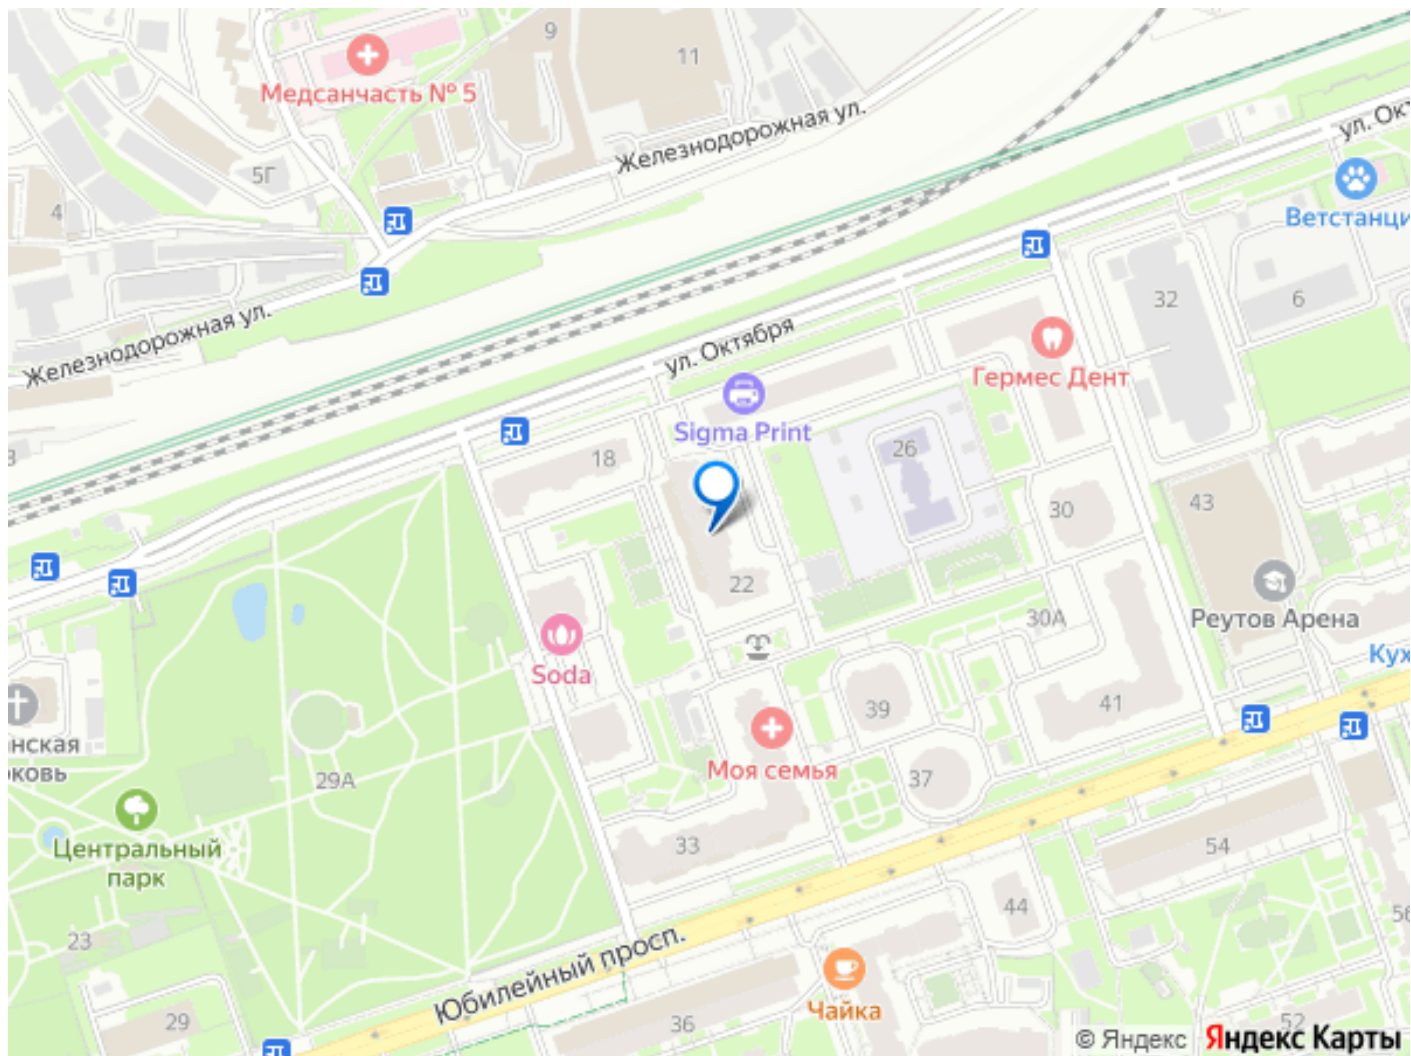 9
11
Медсанчасть № 5
Железнодорожная ул.
ул. Окт
5Г
4
Ветстанци
32
6
Железнодорожная ул.
ул. Октября
Гермес Дент
Sigma Print
18
26
43
30
22
Реутов Арена
30А
Кух
Soda
39
41
нская
ковь
Моя семья
29А
37
Центральный
парк
33
54
44
56
23
Юбилейный просп.
29
36
Чайка
52
© Яндекс
Яндекс Карты